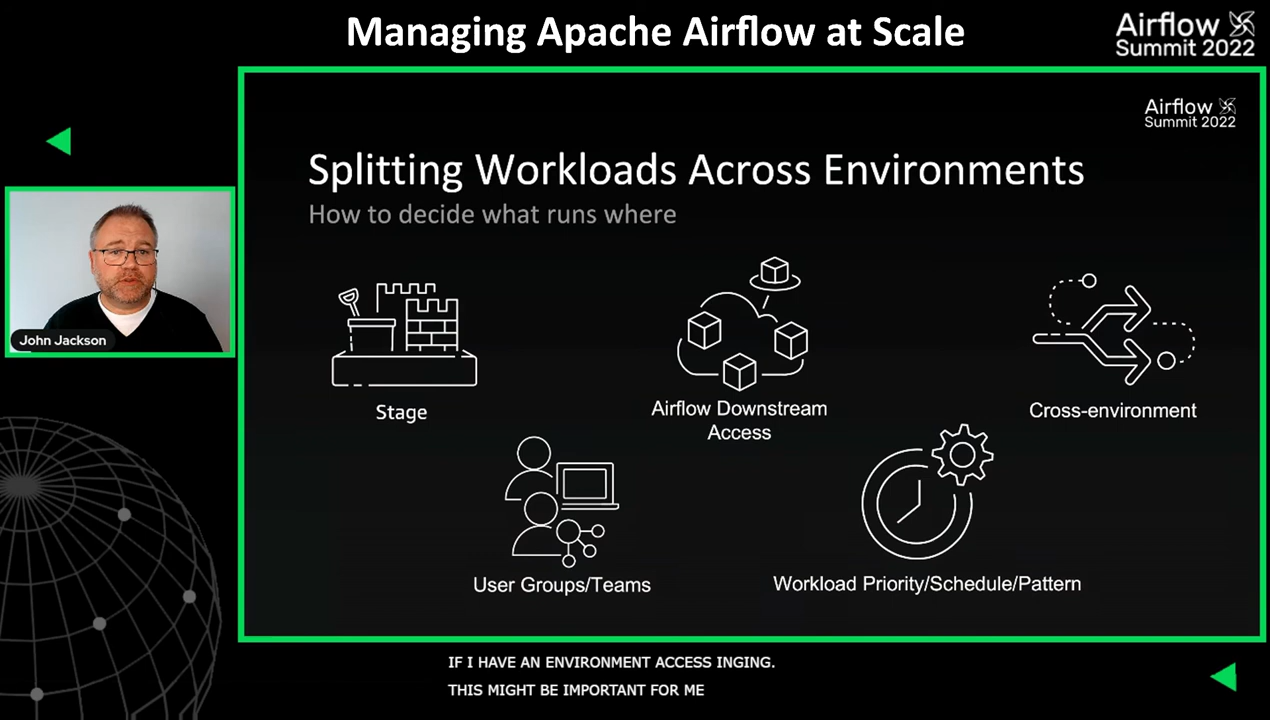 Managing Apache Airflow at Scale
Airflow
Summit 2022
Airflow
Summit 2022
Splitting Workloads Across Environments
How to decide what runs where
John Jackson
Stage
Airflow Downstream
Access
Cross-environment
User Groups/Teams
Workload Priority/Schedule/Pattern
IF I HAVE AN ENVIRONMENT ACCESS INGING.
THIS MIGHT BE IMPORTANT FOR ME